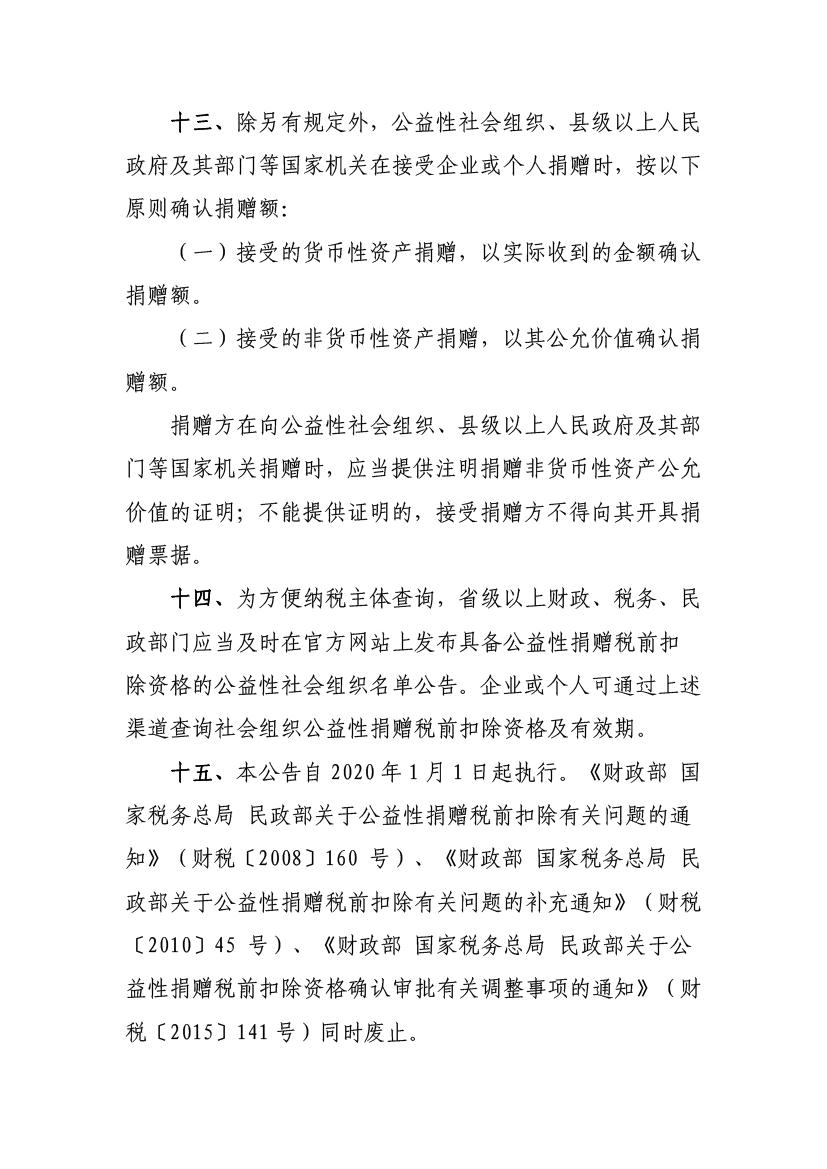 十三、除另有规定外，公益性社会组织、县级以上人民
政府及其部门等国家机关在接受企业或个人捐赠时，按以下
原则确认捐赠额：
（一）接受的货币性资产捐赠，以实际收到的金额确认
捐赠额。
（二）接受的非货币性资产捐赠，以其公允价值确认捐
赠额。
捐赠方在向公益性社会组织、县级以上人民政府及其部
门等国家机关捐赠时，应当提供注明捐赠非货币性资产公允
价值的证明；不能提供证明的，接受捐赠方不得向其开具捐
赠票据。
十四、为方便纳税主体查询，省级以上财政、税务、民
政部门应当及时在官方网站上发布具备公益性捐赠税前扣
除资格的公益性社会组织名单公告。企业或个人可通过上述
渠道查询社会组织公益性捐赠税前扣除资格及有效期。
十五、本公告自 2020 年 1 月 1 日起执行。《财政部 国
家税务总局 民政部关于公益性捐赠税前扣除有关问题的通
知》（财税〔2008〕160 号）、《财政部 国家税务总局 民
政部关于公益性捐赠税前扣除有关问题的补充通知》（财税
〔2010〕45 号）、《财政部 国家税务总局 民政部关于公
益性捐赠税前扣除资格确认审批有关调整事项的通知》（财
税〔2015〕141 号）同时废止。